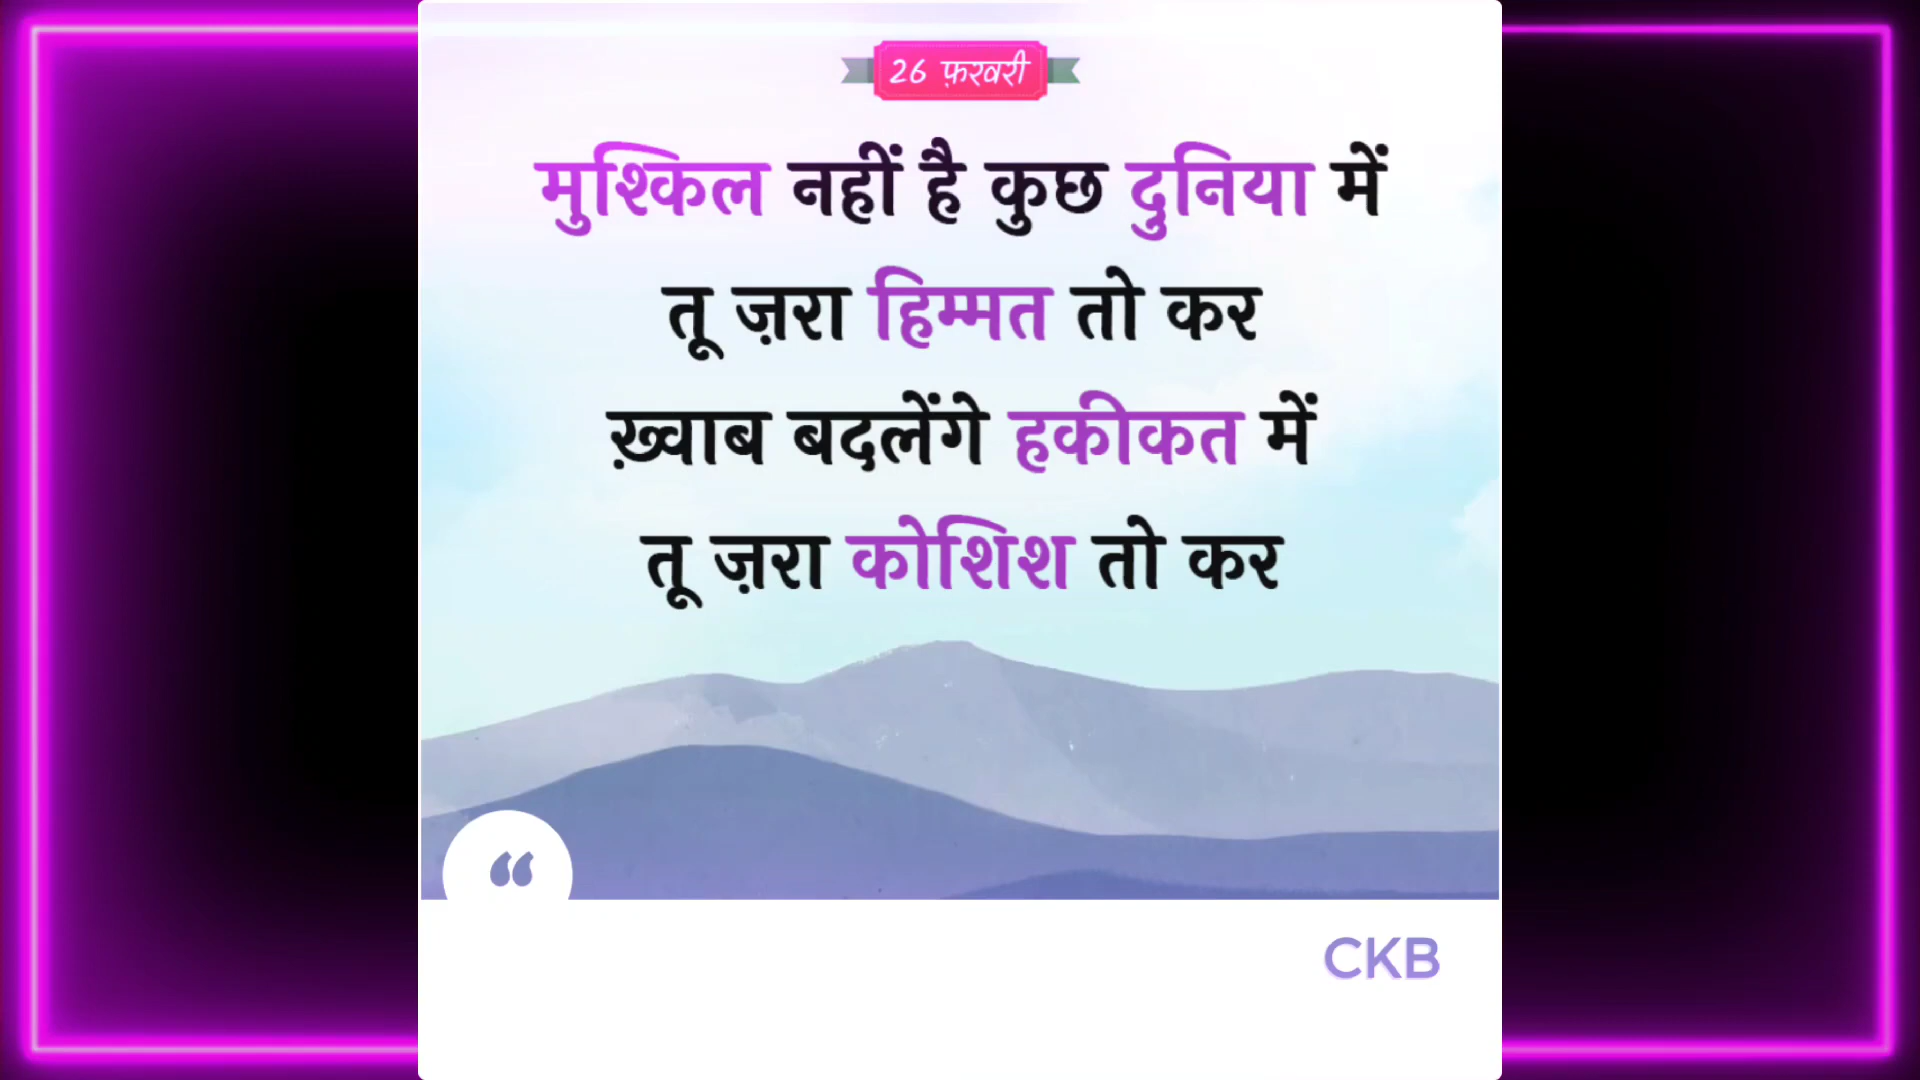 26 फ़रवरी
मुश्किल नहीं है कुछ दुनिया में
तू ज़रा हिम्मत तो कर
ख़्वाब बदलेंगे हकीकत में
तू ज़रा कोशिश तो कर
“
CKB